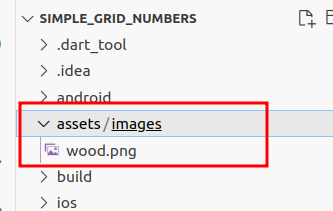 SIMPLE_GRID_NUMBERS
.dart_tool
.idea
android
assets/images
wood.png
build
ios